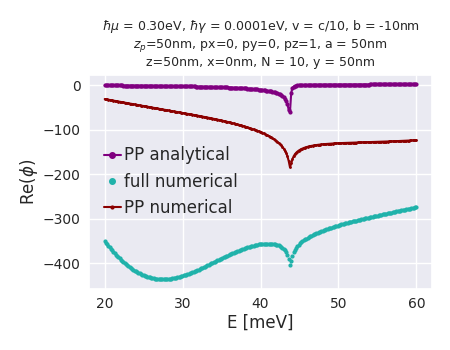 ħμ = 0.30eV, ħγ = 0.0001eV, v = c/10, b = -10nm
zₚ=50nm, px=0, py=0, pz=1, a = 50nm
z=50nm, x=0nm, N = 10, y = 50nm
0
−100
−200
−300
−400
Re(ϕ)
PP analytical
full numerical
PP numerical
20 30 40 50 60
E [meV]